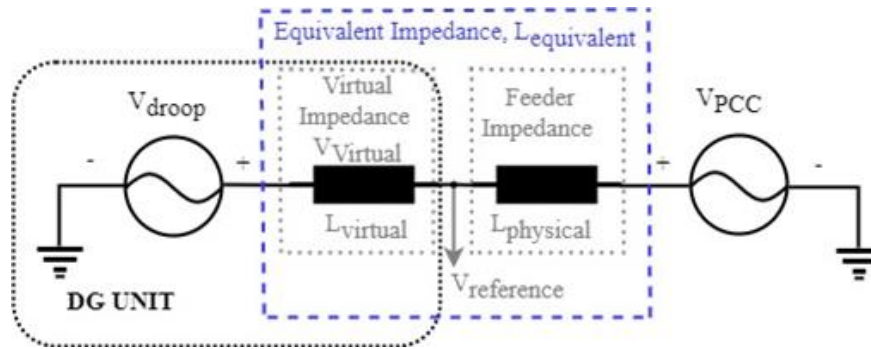 Equivalent Impedance, Lequivalent
Virtual
Impedance
VVirtual
Lvirtual
Feeder
Impedance
Lphysical
Vdroop
VPCC
- +
+ -
Vreference
DG UNIT